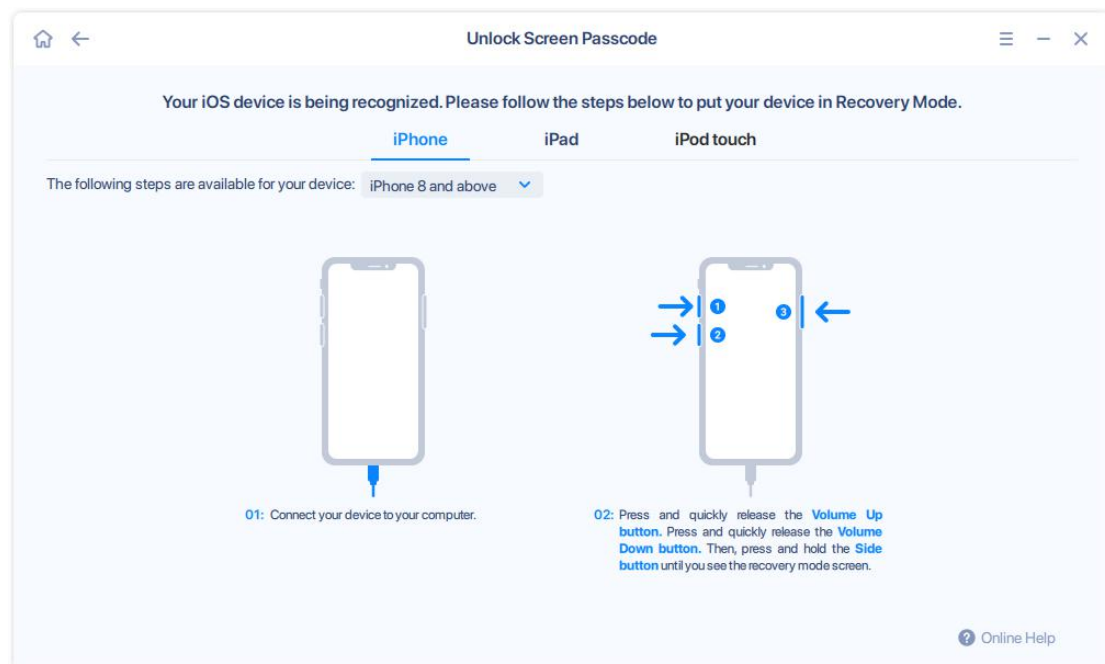 Unlock Screen Passcode
Your iOS device is being recognized. Please follow the steps below to put your device in Recovery Mode.
iPhone iPad iPod touch
The following steps are available for your device: iPhone 8 and above
1 3
2
01: Connect your device to your computer.
02: Press and quickly release the Volume Up
button. Press and quickly release the Volume
Down button. Then, press and hold the Side
button until you see the recovery mode screen.
? Online Help